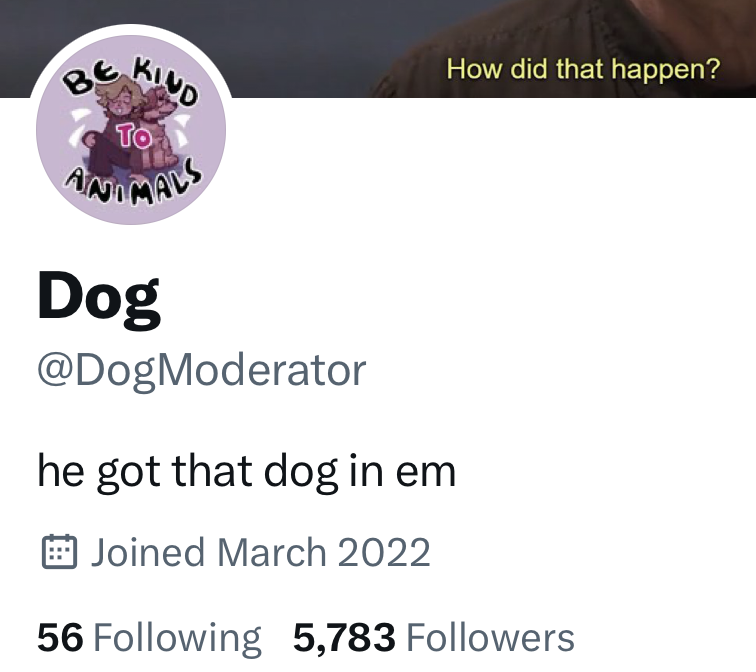 How did that happen?
BE KIND
TO
ANIMALS
Dog
@DogModerator
he got that dog in em
Joined March 2022
56 Following 5,783 Followers